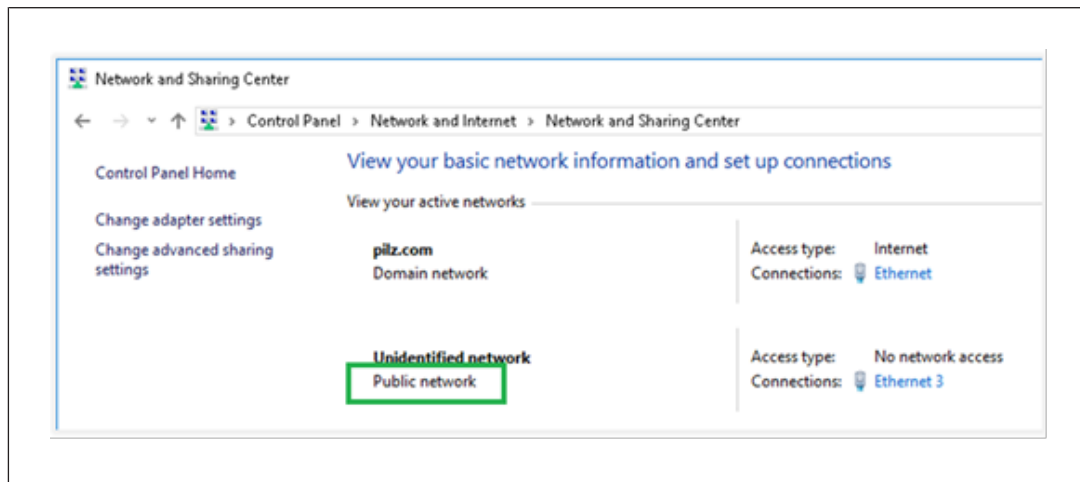 Network and Sharing Center
Control Panel > Network and Internet > Network and Sharing Center
Control Panel Home
Change adapter settings
Change advanced sharing
settings
View your basic network information and set up connections
View your active networks
pilz.com
Domain network
Access type: Internet
Connections: Ethernet
Unidentified network
Public network
Access type: No network access
Connections: Ethernet 3